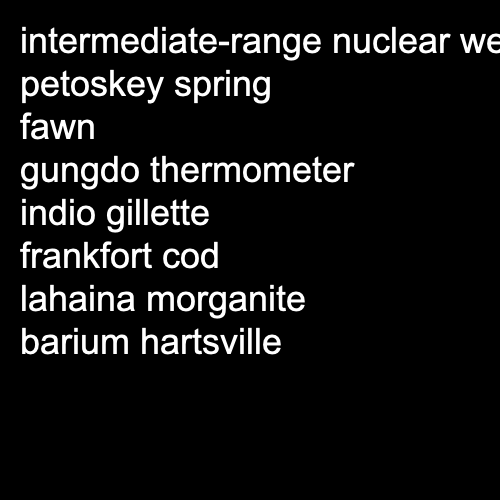 intermediate-range nuclear we
petoskey spring
fawn
gungdo thermometer
indio gillette
frankfort cod
lahaina morganite
barium hartsville